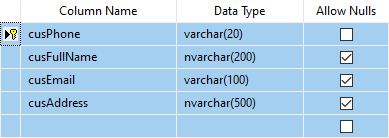 Column Name Data Type Allow Nulls
cusPhone varchar(20)
cusFullName nvarchar(200)
cusEmail varchar(100)
cusAddress nvarchar(500)